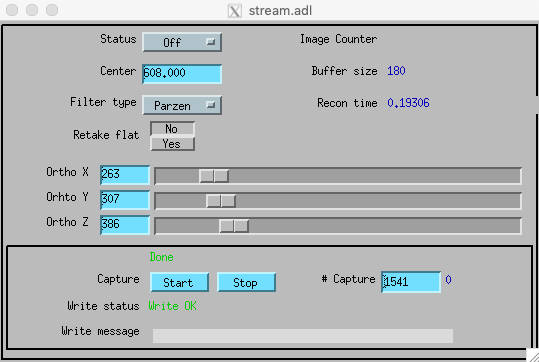 stream.adl
Status Off Image Counter
Center 608.000 Buffer size 180
Filter type Parzen Recon time 0.19306
Retake flat No
Yes
Ortho X 263
Orhto Y 307
Ortho Z 386
Done
Capture Start Stop # Capture 1541 0
Write status Write OK
Write message